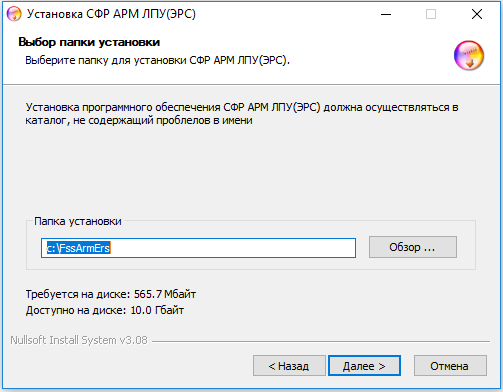 Установка СФР АРМ ЛПУ(ЭРС)
Выбор папки установки
Выберите папку для установки СФР АРМ ЛПУ(ЭРС).
Установка программного обеспечения СФР АРМ ЛПУ(ЭРС) должна осуществляться в
каталог, не содержащий проблелов в имени
Папка установки
c:\FssArmErs
Обзор ...
Требуется на диске: 565.7 Мбайт
Доступно на диске: 10.0 Гбайт
Nullsoft Install System v3.08
< Назад
Далее >
Отмена